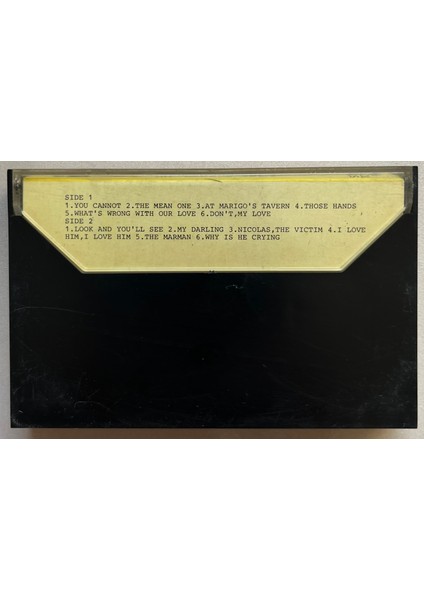 SIDE 1
1.YOU CANNOT 2.THE MEAN ONE 3.AT MARIGO'S TAVERN 4.THOSE HANDS
5.WHAT'S WRONG WITH OUR LOVE 6.DON'T,MY LOVE
SIDE 2
1.LOOK AND YOU'LL SEE 2.MY DARLING 3.NICOLAS,THE VICTIM 4.I LOVE
HIM,I LOVE HIM 5.THE MARMAN 6.WHY IS HE CRYING